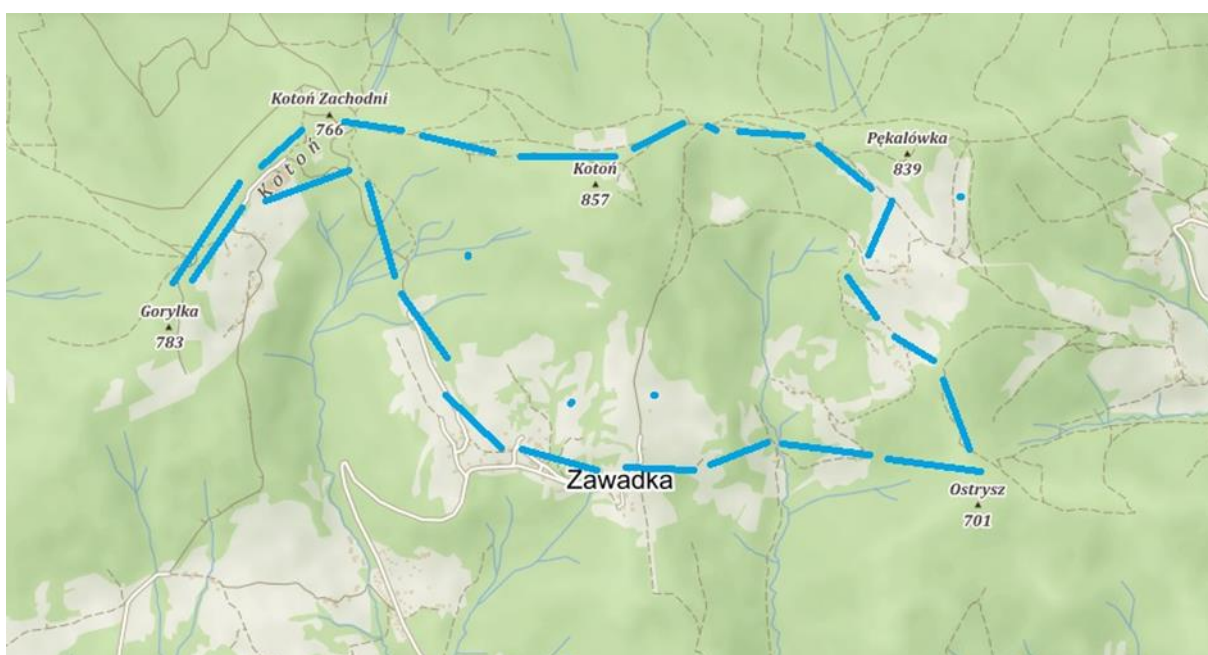 Kotoń Zachodni
766
Kotoń
Pękalówka
839
Kotoń
857
Gorylka
783
Zawadka
Ostrysz
701